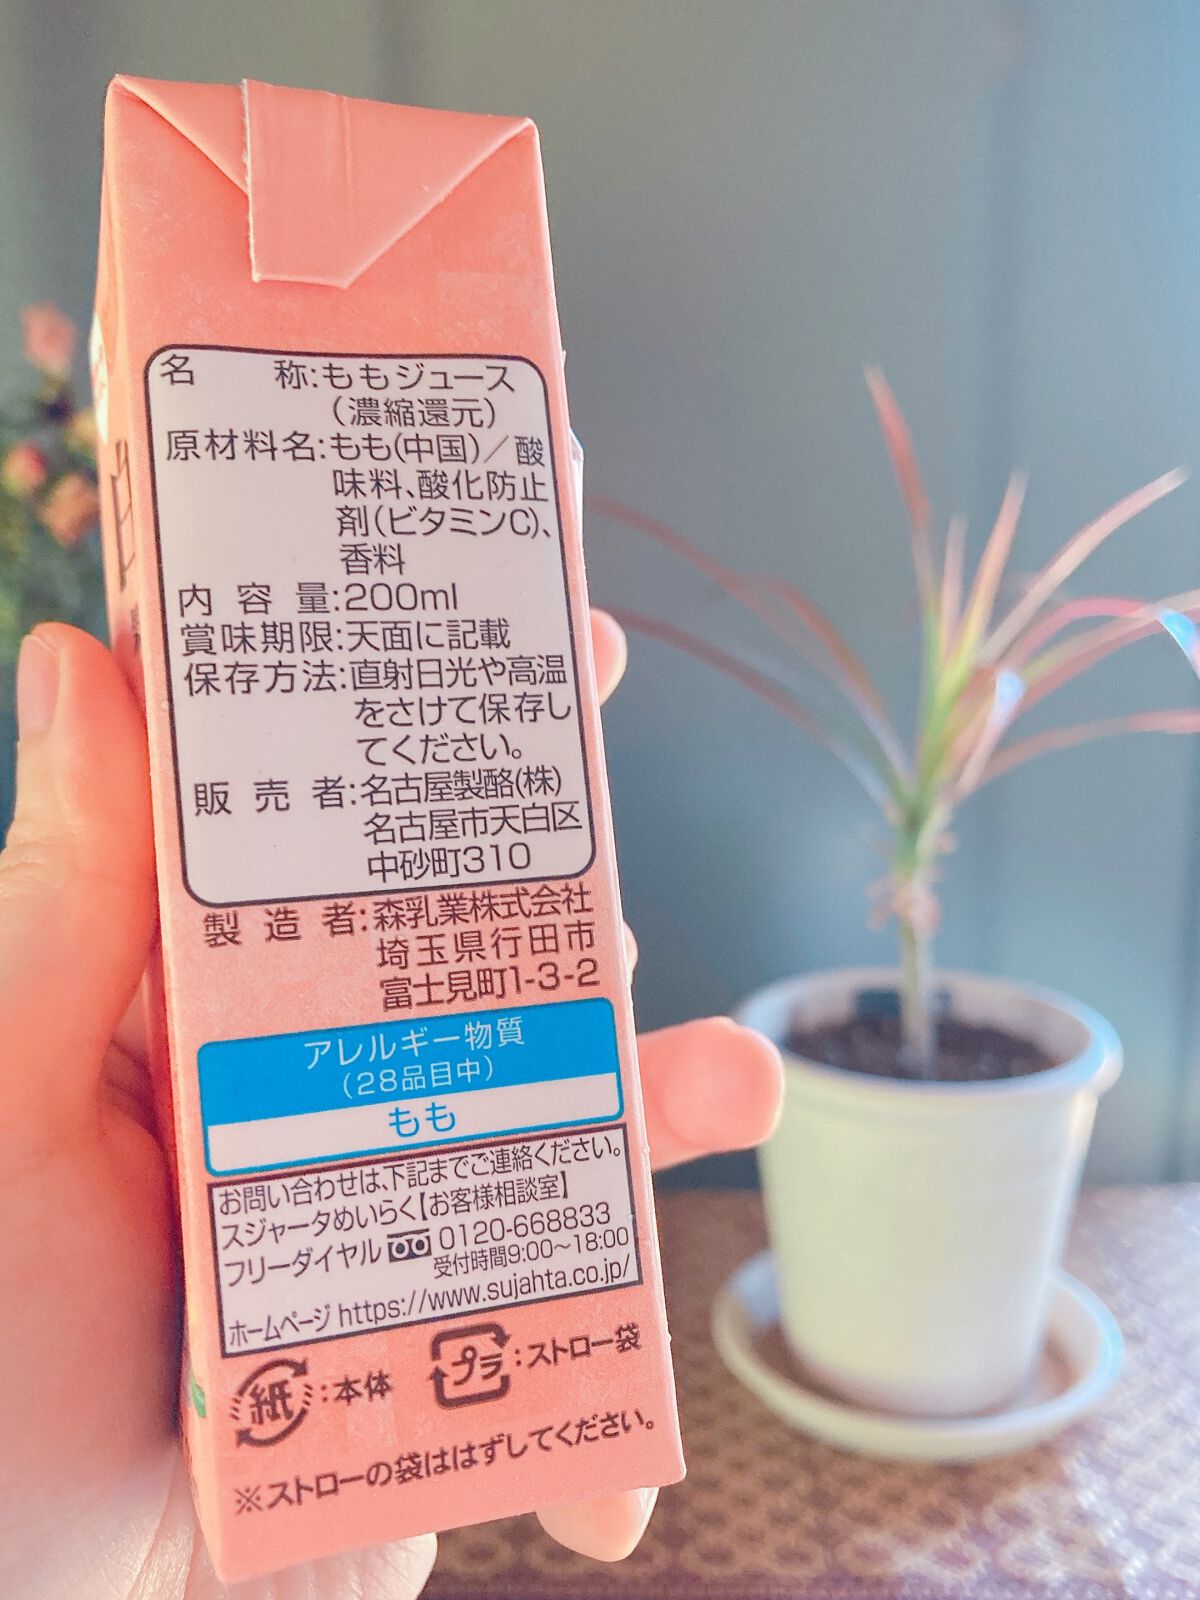 名 称:ももジュース
(濃縮還元)
原材料名:もも(中国)/酸
味料、酸化防止
剤(ビタミンC)、
香料
内容量:200ml
賞味期限:天面に記載
保存方法:直射日光や高温
をさけて保存し
てください。
販売者:名古屋製酪(株)
名古屋市天白区
中砂町310
製造者:森乳業株式会社
埼玉県行田市
富士見町1-3-2
アレルギー物質
(28品目中)
もも
お問い合わせは、下記までご連絡ください。
スジャータめいらく【お客様相談室】
フリーダイヤル 0120-668833
受付時間9:00〜18:00
ホームページ https://www.sujahta.co.jp/
紙:本体 プラ:ストロー袋
※ストローの袋ははずしてください。